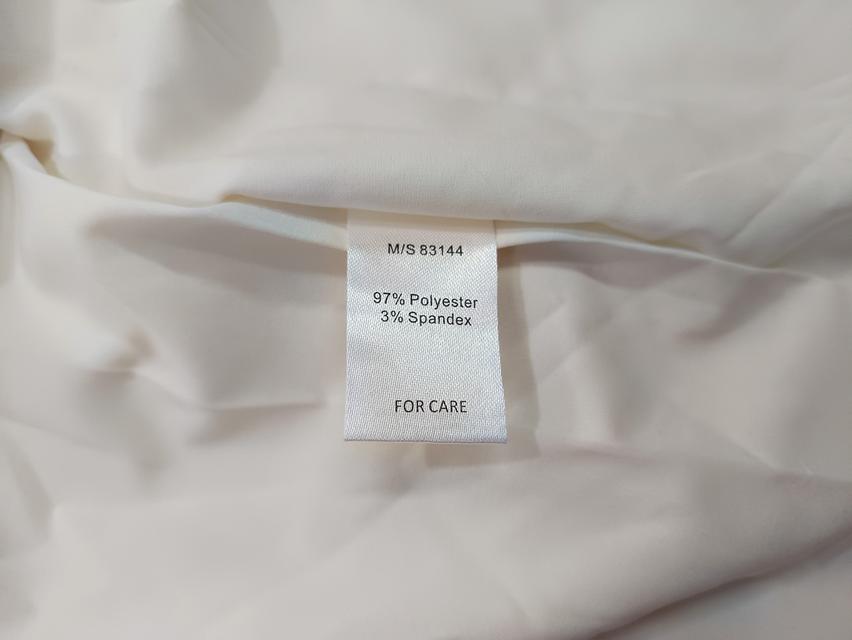 M/S 83144
97% Polyester
3% Spandex
FOR CARE